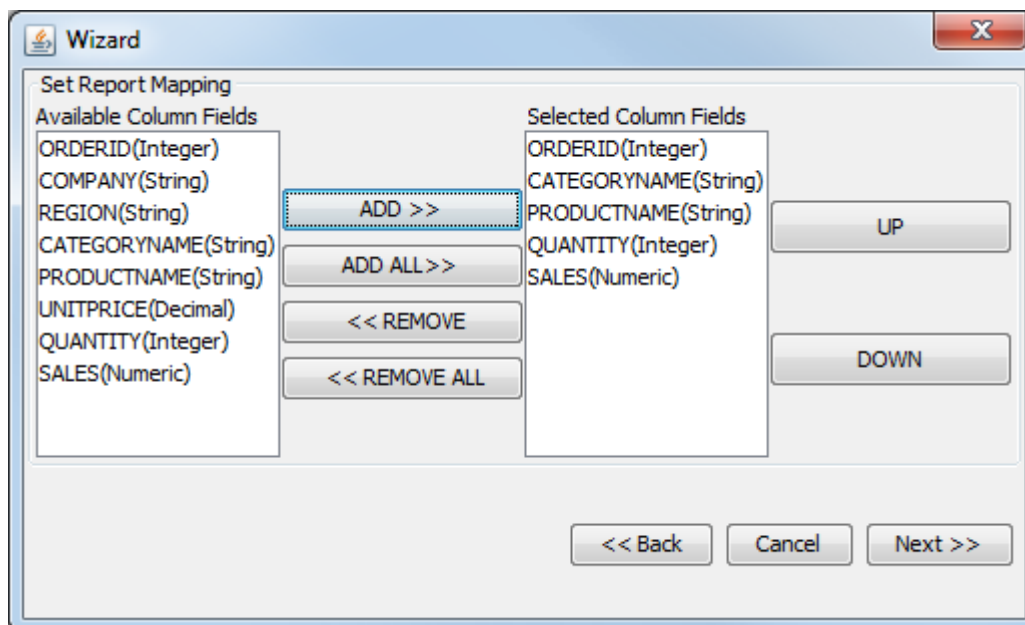 Wizard
Set Report Mapping
Available Column Fields
ORDERID(Integer)
COMPANY(String)
REGION(String)
CATEGORYNAME(String)
PRODUCTNAME(String)
UNITPRICE(Decimal)
QUANTITY(Integer)
SALES(Numeric)
ADD >>
ADD ALL>>
<< REMOVE
<< REMOVE ALL
Selected Column Fields
ORDERID(Integer)
CATEGORYNAME(String)
PRODUCTNAME(String)
QUANTITY(Integer)
SALES(Numeric)
UP
DOWN
<< Back
Cancel
Next >>